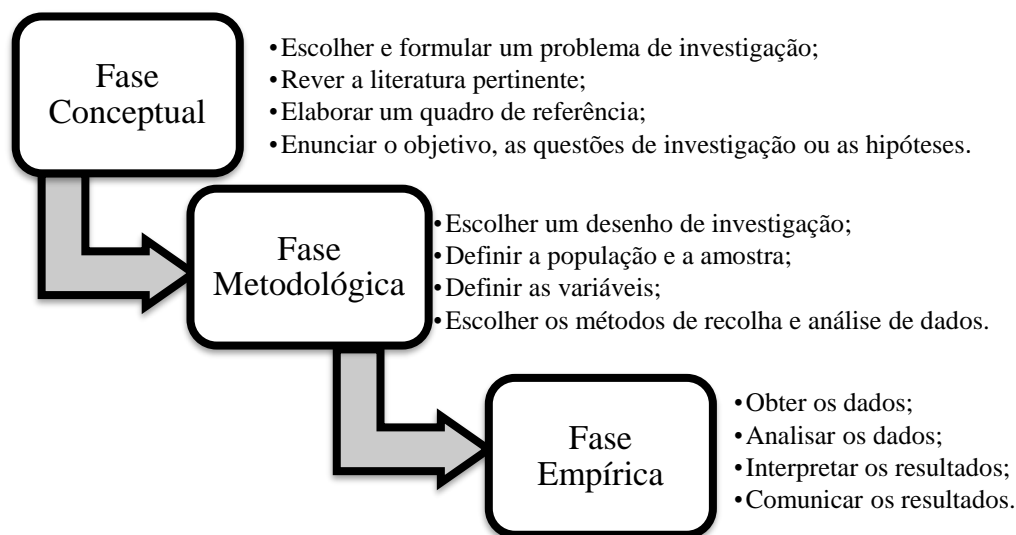 Fase
Conceptual
•Escolher e formular um problema de investigação;
•Rever a literatura pertinente;
•Elaborar um quadro de referência;
•Enunciar o objetivo, as questões de investigação ou as hipóteses.
Fase
Metodológica
•Escolher um desenho de investigação;
•Definir a população e a amostra;
•Definir as variáveis;
•Escolher os métodos de recolha e análise de dados.
Fase
Empírica
•Obter os dados;
•Analisar os dados;
•Interpretar os resultados;
•Comunicar os resultados.